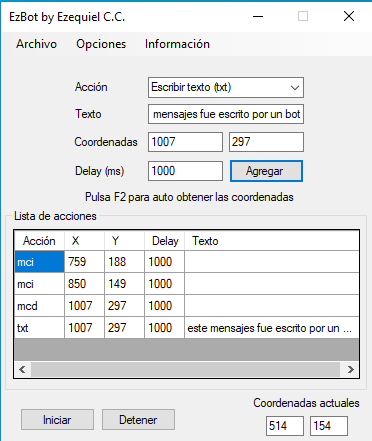 EzBot by Ezequiel C.C.
Archivo Opciones Información
Acción Escribir texto (txt)
Texto mensajes fue escrito por un bot
Coordenadas 1007 297
Delay (ms) 1000 Agregar
Pulsa F2 para auto obtener las coordenadas
Lista de acciones
Acción X Y Delay Texto
mci 759 188 1000
mci 850 149 1000
mcd 1007 297 1000
txt 1007 297 1000 este mensajes fue escrito por un ...
Coordenadas actuales
Iniciar Detener 514 154